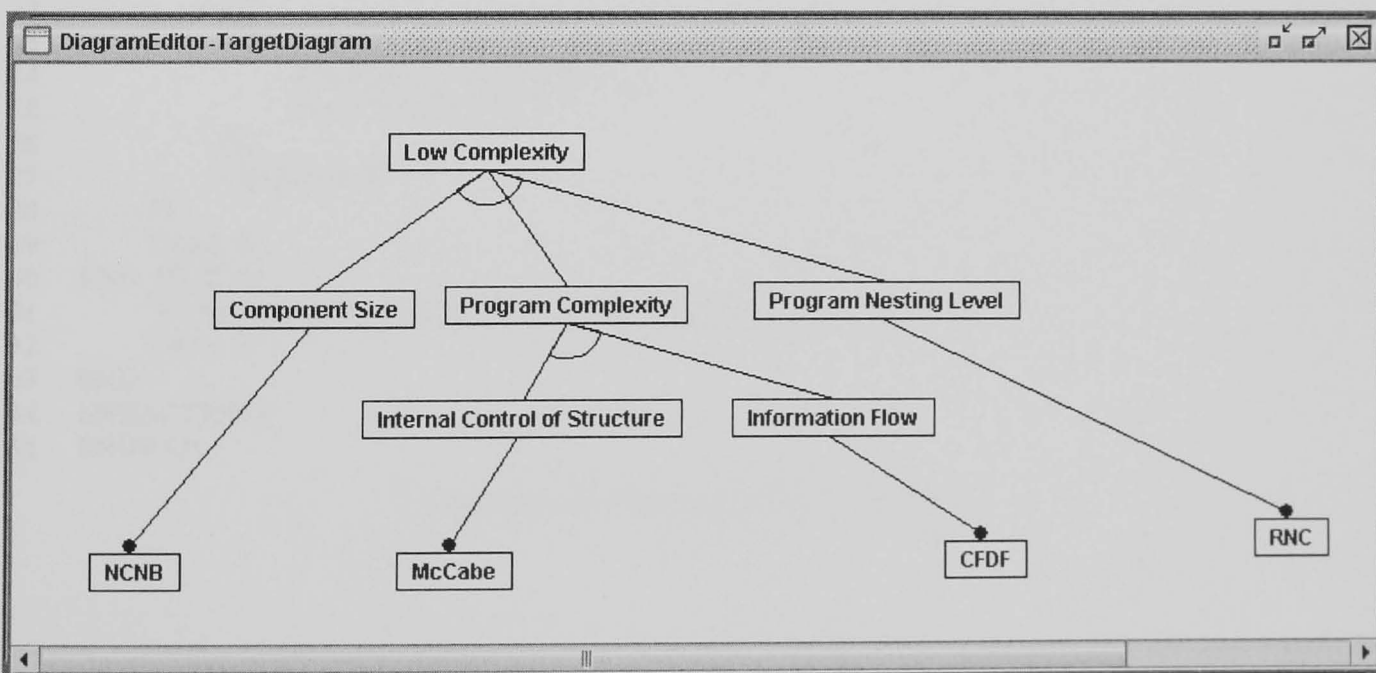 DiagramEditor-TargetDiagram
Low Complexity
Component Size
Program Complexity
Program Nesting Level
Internal Control of Structure
Information Flow
NCNB
McCabe
CFDF
RNC